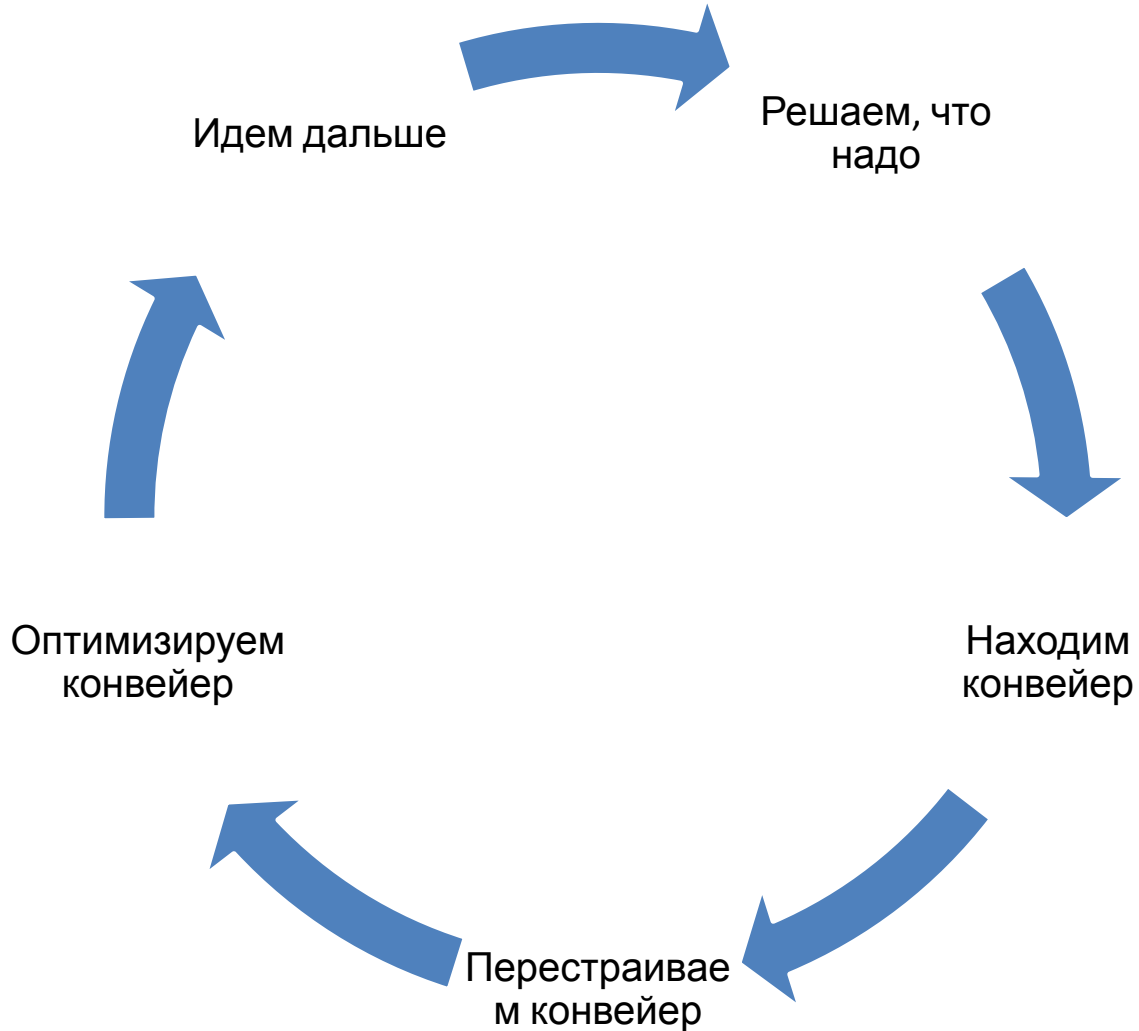 Идем дальше
Решаем, что
надо
Оптимизируем
конвейер
Находим
конвейер
Перестраивае
м конвейер